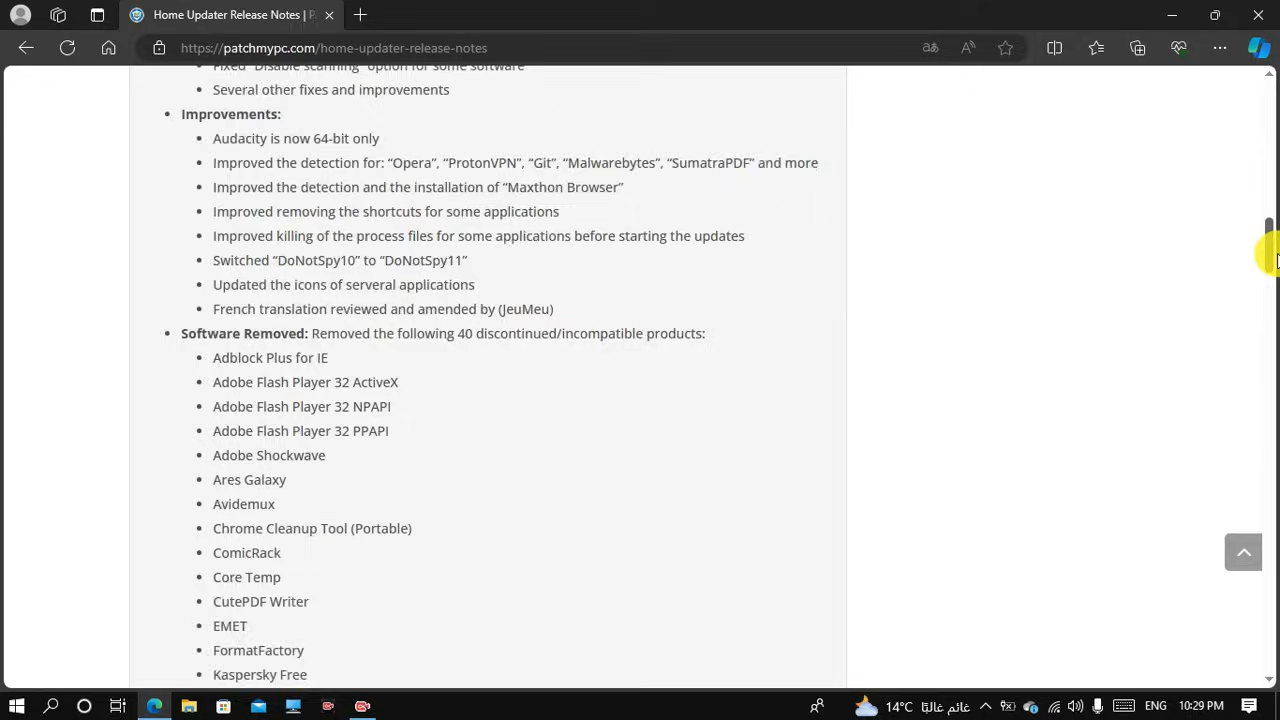 Home Updater Release Notes | P
https://patchmypc.com/home-updater-release-notes
Fixed “Disable scanning” option for some software
Several other fixes and improvements
Improvements:
Audacity is now 64-bit only
Improved the detection for: “Opera”, “ProtonVPN”, “Git”, “Malwarebytes”, “SumatraPDF” and more
Improved the detection and the installation of “Maxthon Browser”
Improved removing the shortcuts for some applications
Improved killing of the process files for some applications before starting the updates
Switched “DoNotSpy10” to “DoNotSpy11”
Updated the icons of serveral applications
French translation reviewed and amended by (JeuMeu)
Software Removed: Removed the following 40 discontinued/incompatible products:
Adblock Plus for IE
Adobe Flash Player 32 ActiveX
Adobe Flash Player 32 NPAPI
Adobe Flash Player 32 PPAPI
Adobe Shockwave
Ares Galaxy
Avidemux
Chrome Cleanup Tool (Portable)
ComicRack
Core Temp
CutePDF Writer
EMET
FormatFactory
Kaspersky Free
14°C غائم غالبًا ENG 10:29 PM